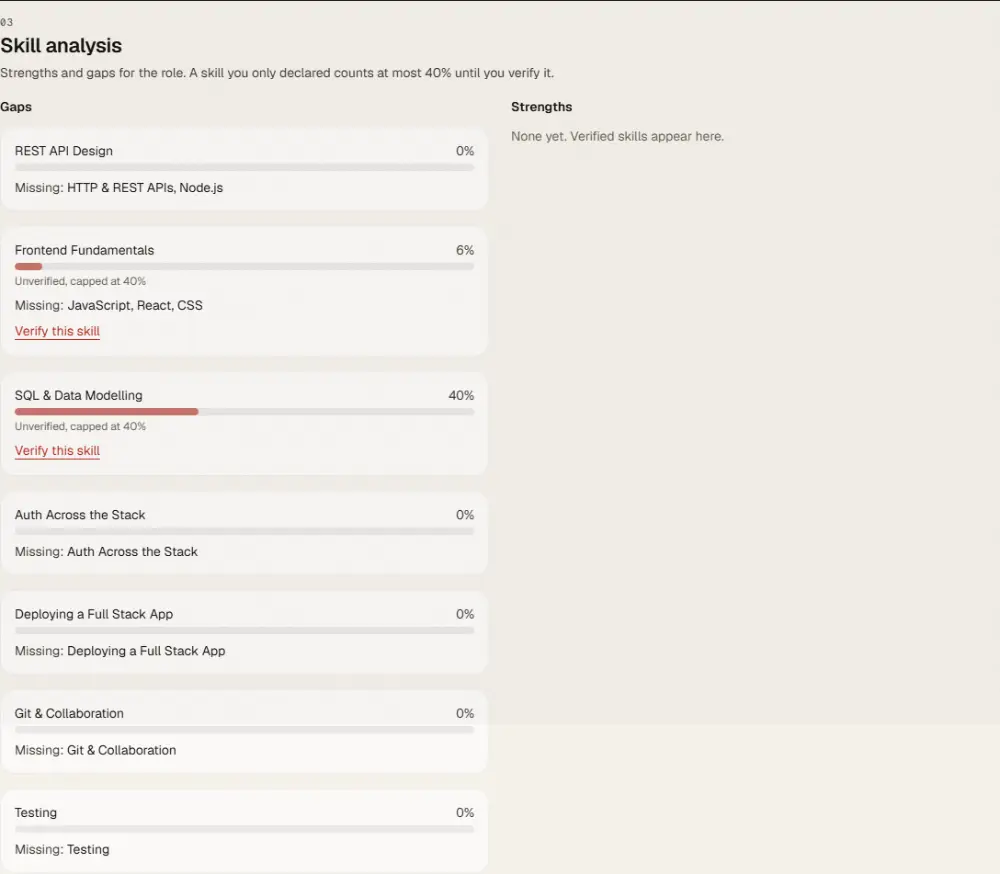 03
Skill analysis
Strengths and gaps for the role. A skill you only declared counts at most 40% until you verify it.
Gaps
REST API Design 0%
Missing: HTTP & REST APIs, Node.js
Frontend Fundamentals 6%
Unverified, capped at 40%
Missing: JavaScript, React, CSS
Verify this skill
SQL & Data Modelling 40%
Unverified, capped at 40%
Verify this skill
Auth Across the Stack 0%
Missing: Auth Across the Stack
Deploying a Full Stack App 0%
Missing: Deploying a Full Stack App
Git & Collaboration 0%
Missing: Git & Collaboration
Testing 0%
Missing: Testing
Strengths
None yet. Verified skills appear here.